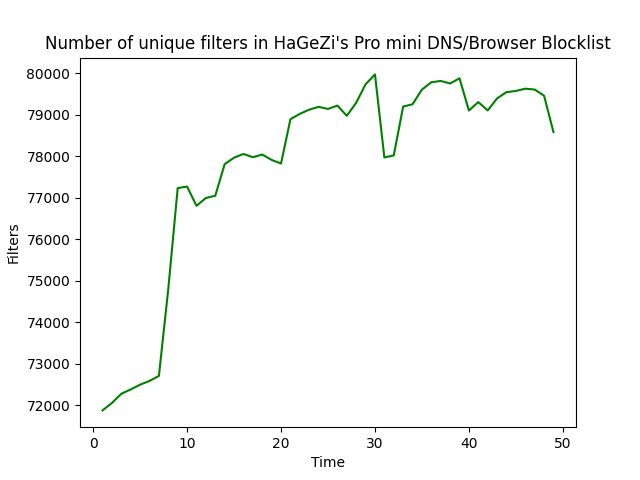 Number of unique filters in HaGeZi's Pro mini DNS/Browser Blocklist
80000
79000
78000
77000
76000
75000
74000
73000
72000
Filters
0 10 20 30 40 50
Time